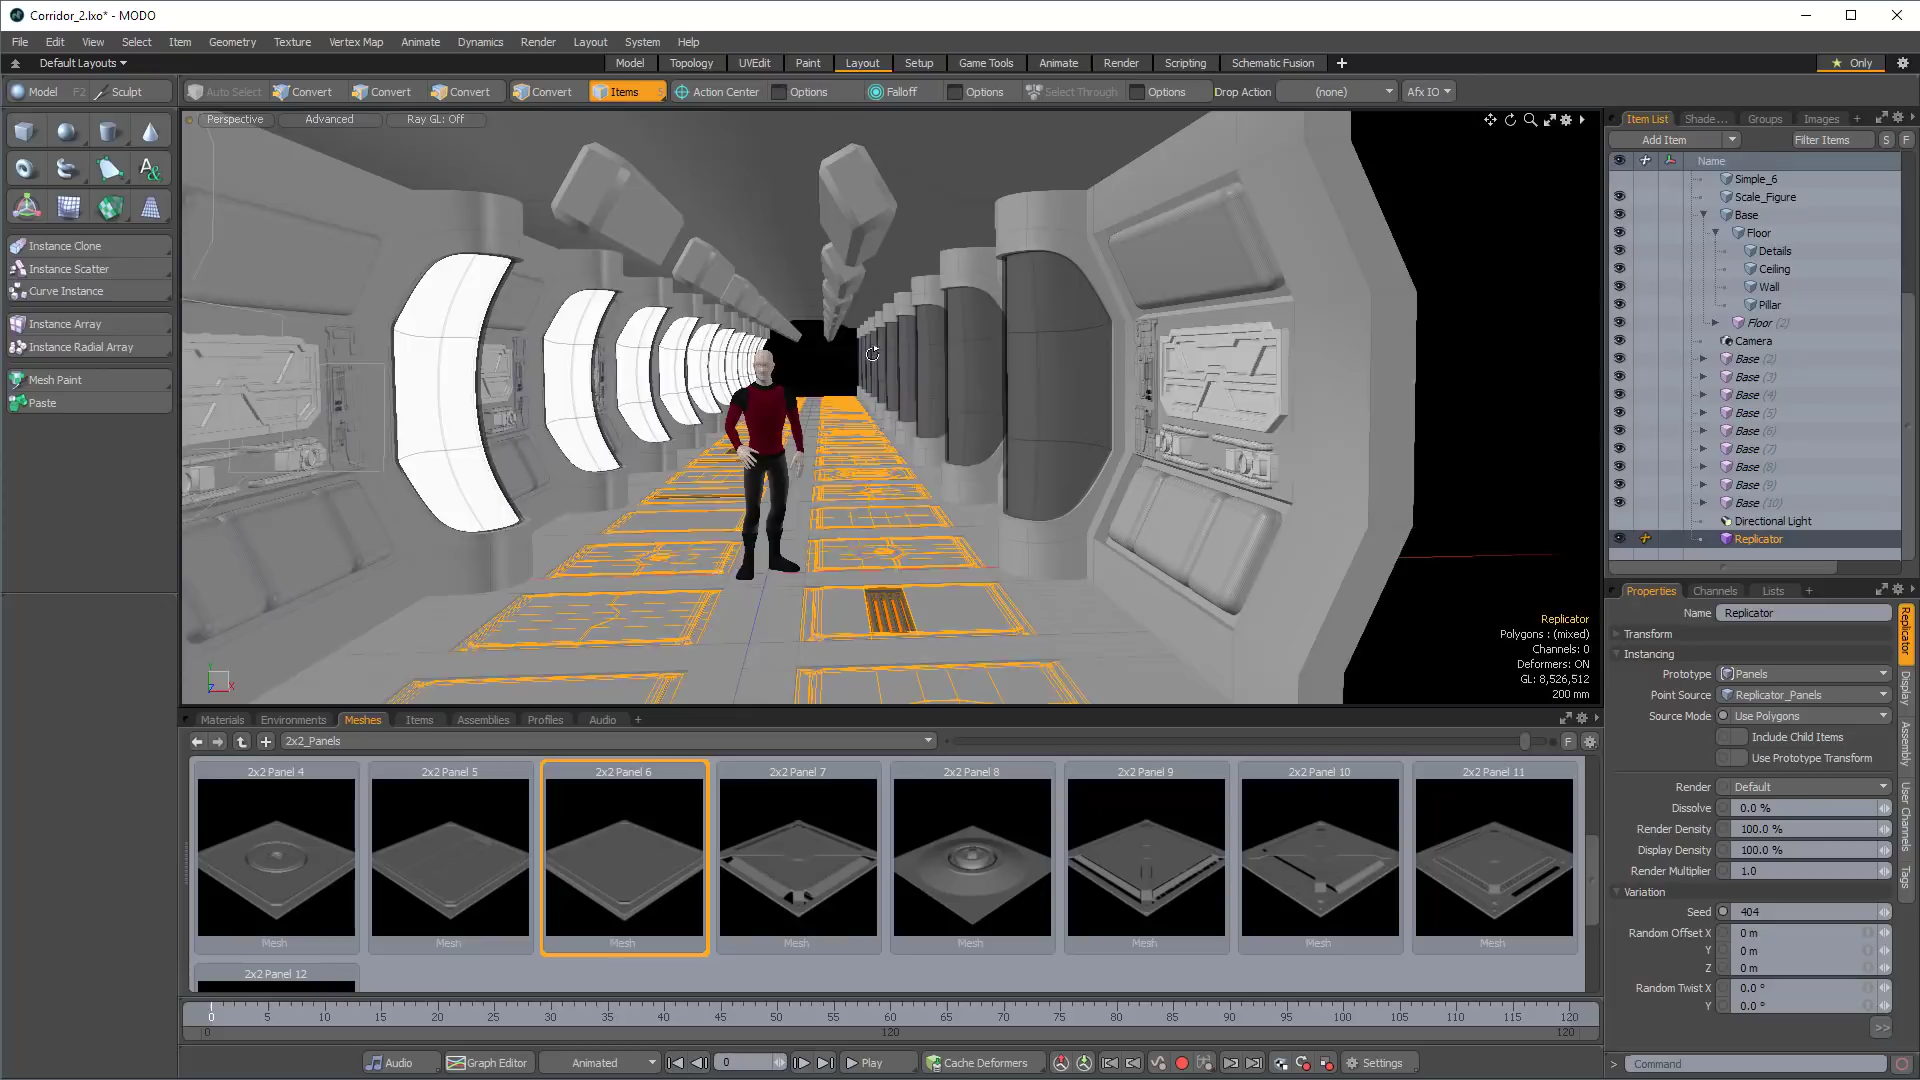 Corridor_2.lxo* - MODO
File Edit View Select Item Geometry Texture Vertex Map Animate Dynamics Render Layout System Help
Default Layouts
Model Topology UVEdit Paint Layout Setup Game Tools Animate Render Scripting Schematic Fusion Only
Model F2 Sculpt Auto Select Convert Convert Convert Convert Items 5 Action Center Options Falloff Options Select Through Options Drop Action (none) Afx IO
Perspective Advanced Ray GL: Off
Instance Clone
Instance Scatter
Curve Instance
Instance Array
Instance Radial Array
Mesh Paint
Paste
Replicator
Polygons : (mixed)
Channels: 0
Deformers: ON
GL: 8,526,512
200 mm
Item List Shade... Groups Images
Add Item Filter Items S F
Name
Simple_6
Scale_Figure
Base
Floor
Details
Ceiling
Wall
Pillar
Floor (2)
Camera
Base (2)
Base (3)
Base (4)
Base (5)
Base (6)
Base (7)
Base (8)
Base (9)
Base (10)
Directional Light
Replicator
Properties Channels Lists
Name Replicator
Transform
Instancing
Prototype Panels
Point Source Replicator_Panels
Source Mode Use Polygons
Include Child Items
Use Prototype Transform
Render Default
Dissolve 0.0 %
Render Density 100.0 %
Display Density 100.0 %
Render Multiplier 1.0
Variation
Seed 404
Random Offset X 0 m
Y 0 m
Z 0 m
Random Twist X 0.0 °
Y 0.0 °
>>
Replicator
Display
Assembly
User Channels
Tags
Materials Environments Meshes Items Assemblies Profiles Audio
2x2_Panels F
2x2 Panel 4 2x2 Panel 5 2x2 Panel 6 2x2 Panel 7 2x2 Panel 8 2x2 Panel 9 2x2 Panel 10 2x2 Panel 11
Mesh Mesh Mesh Mesh Mesh Mesh Mesh Mesh
2x2 Panel 12
0 5 10 15 20 25 30 35 40 45 50 55 60 65 70 75 80 85 90 95 100 105 110 115 120
0 120 120
Audio Graph Editor Animated 0 Play Cache Deformers Settings
> Command